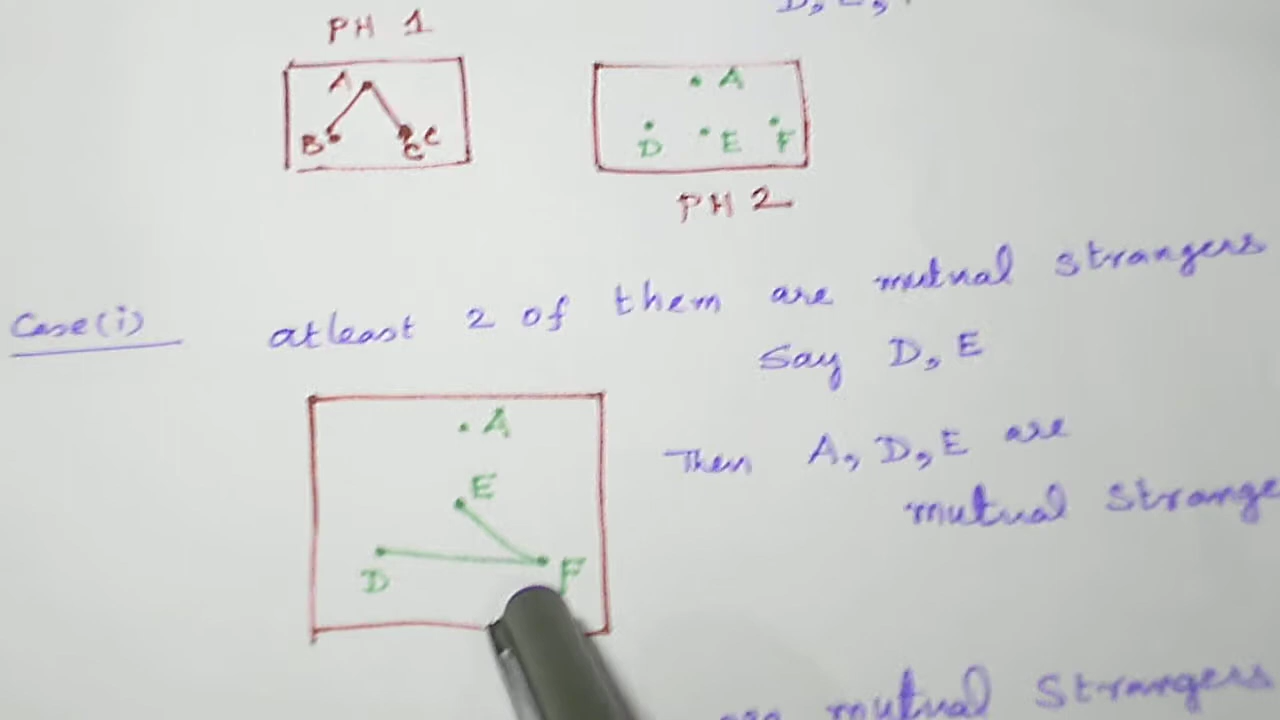 D, E,
PH 1
A
B C C
A
D E F
PH 2
Case(i) atleast 2 of them are mutual strangers
Say D, E
A
E
D F
Then A, D, E are
mutual strange
are mutual strangers